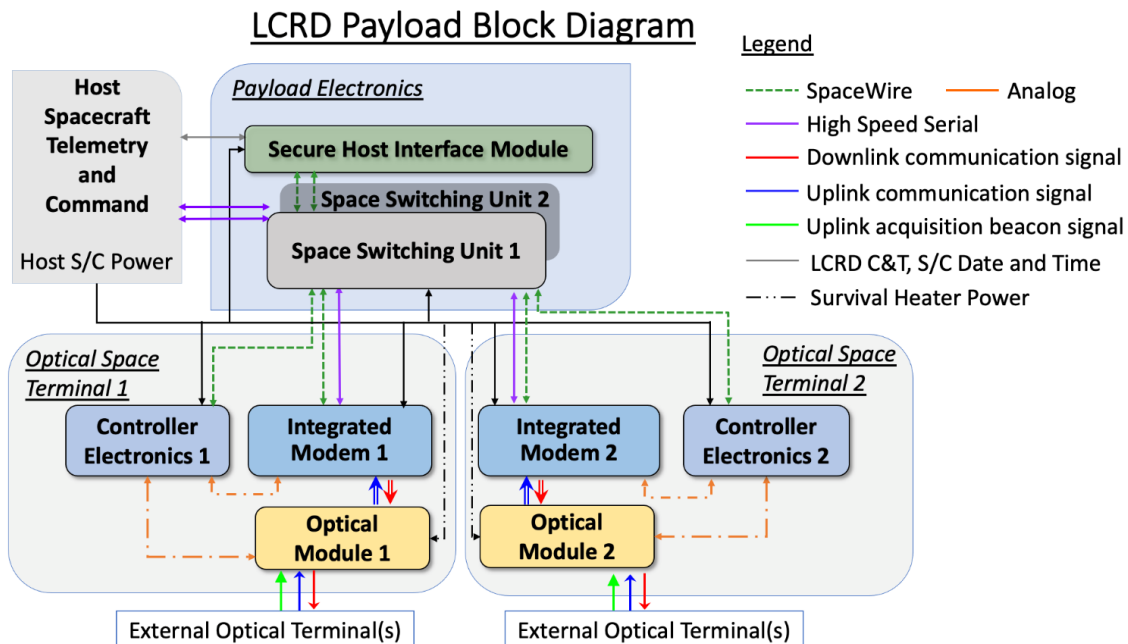 LCRD Payload Block Diagram
Legend
SpaceWire
Analog
High Speed Serial
Downlink communication signal
Uplink communication signal
Uplink acquisition beacon signal
LCRD C&T, S/C Date and Time
Survival Heater Power
Host
Spacecraft
Telemetry
and
Command
Host S/C Power
Payload Electronics
Secure Host Interface Module
Space Switching Unit 2
Space Switching Unit 1
Optical Space
Terminal 1
Controller
Electronics 1
Integrated
Modem 1
Optical
Module 1
External Optical Terminal(s)
Optical Space
Terminal 2
Integrated
Modem 2
Controller
Electronics 2
Optical
Module 2
External Optical Terminal(s)